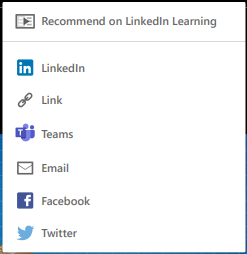 Recommend on LinkedIn Learning
LinkedIn
Link
Teams
Email
Facebook
Twitter